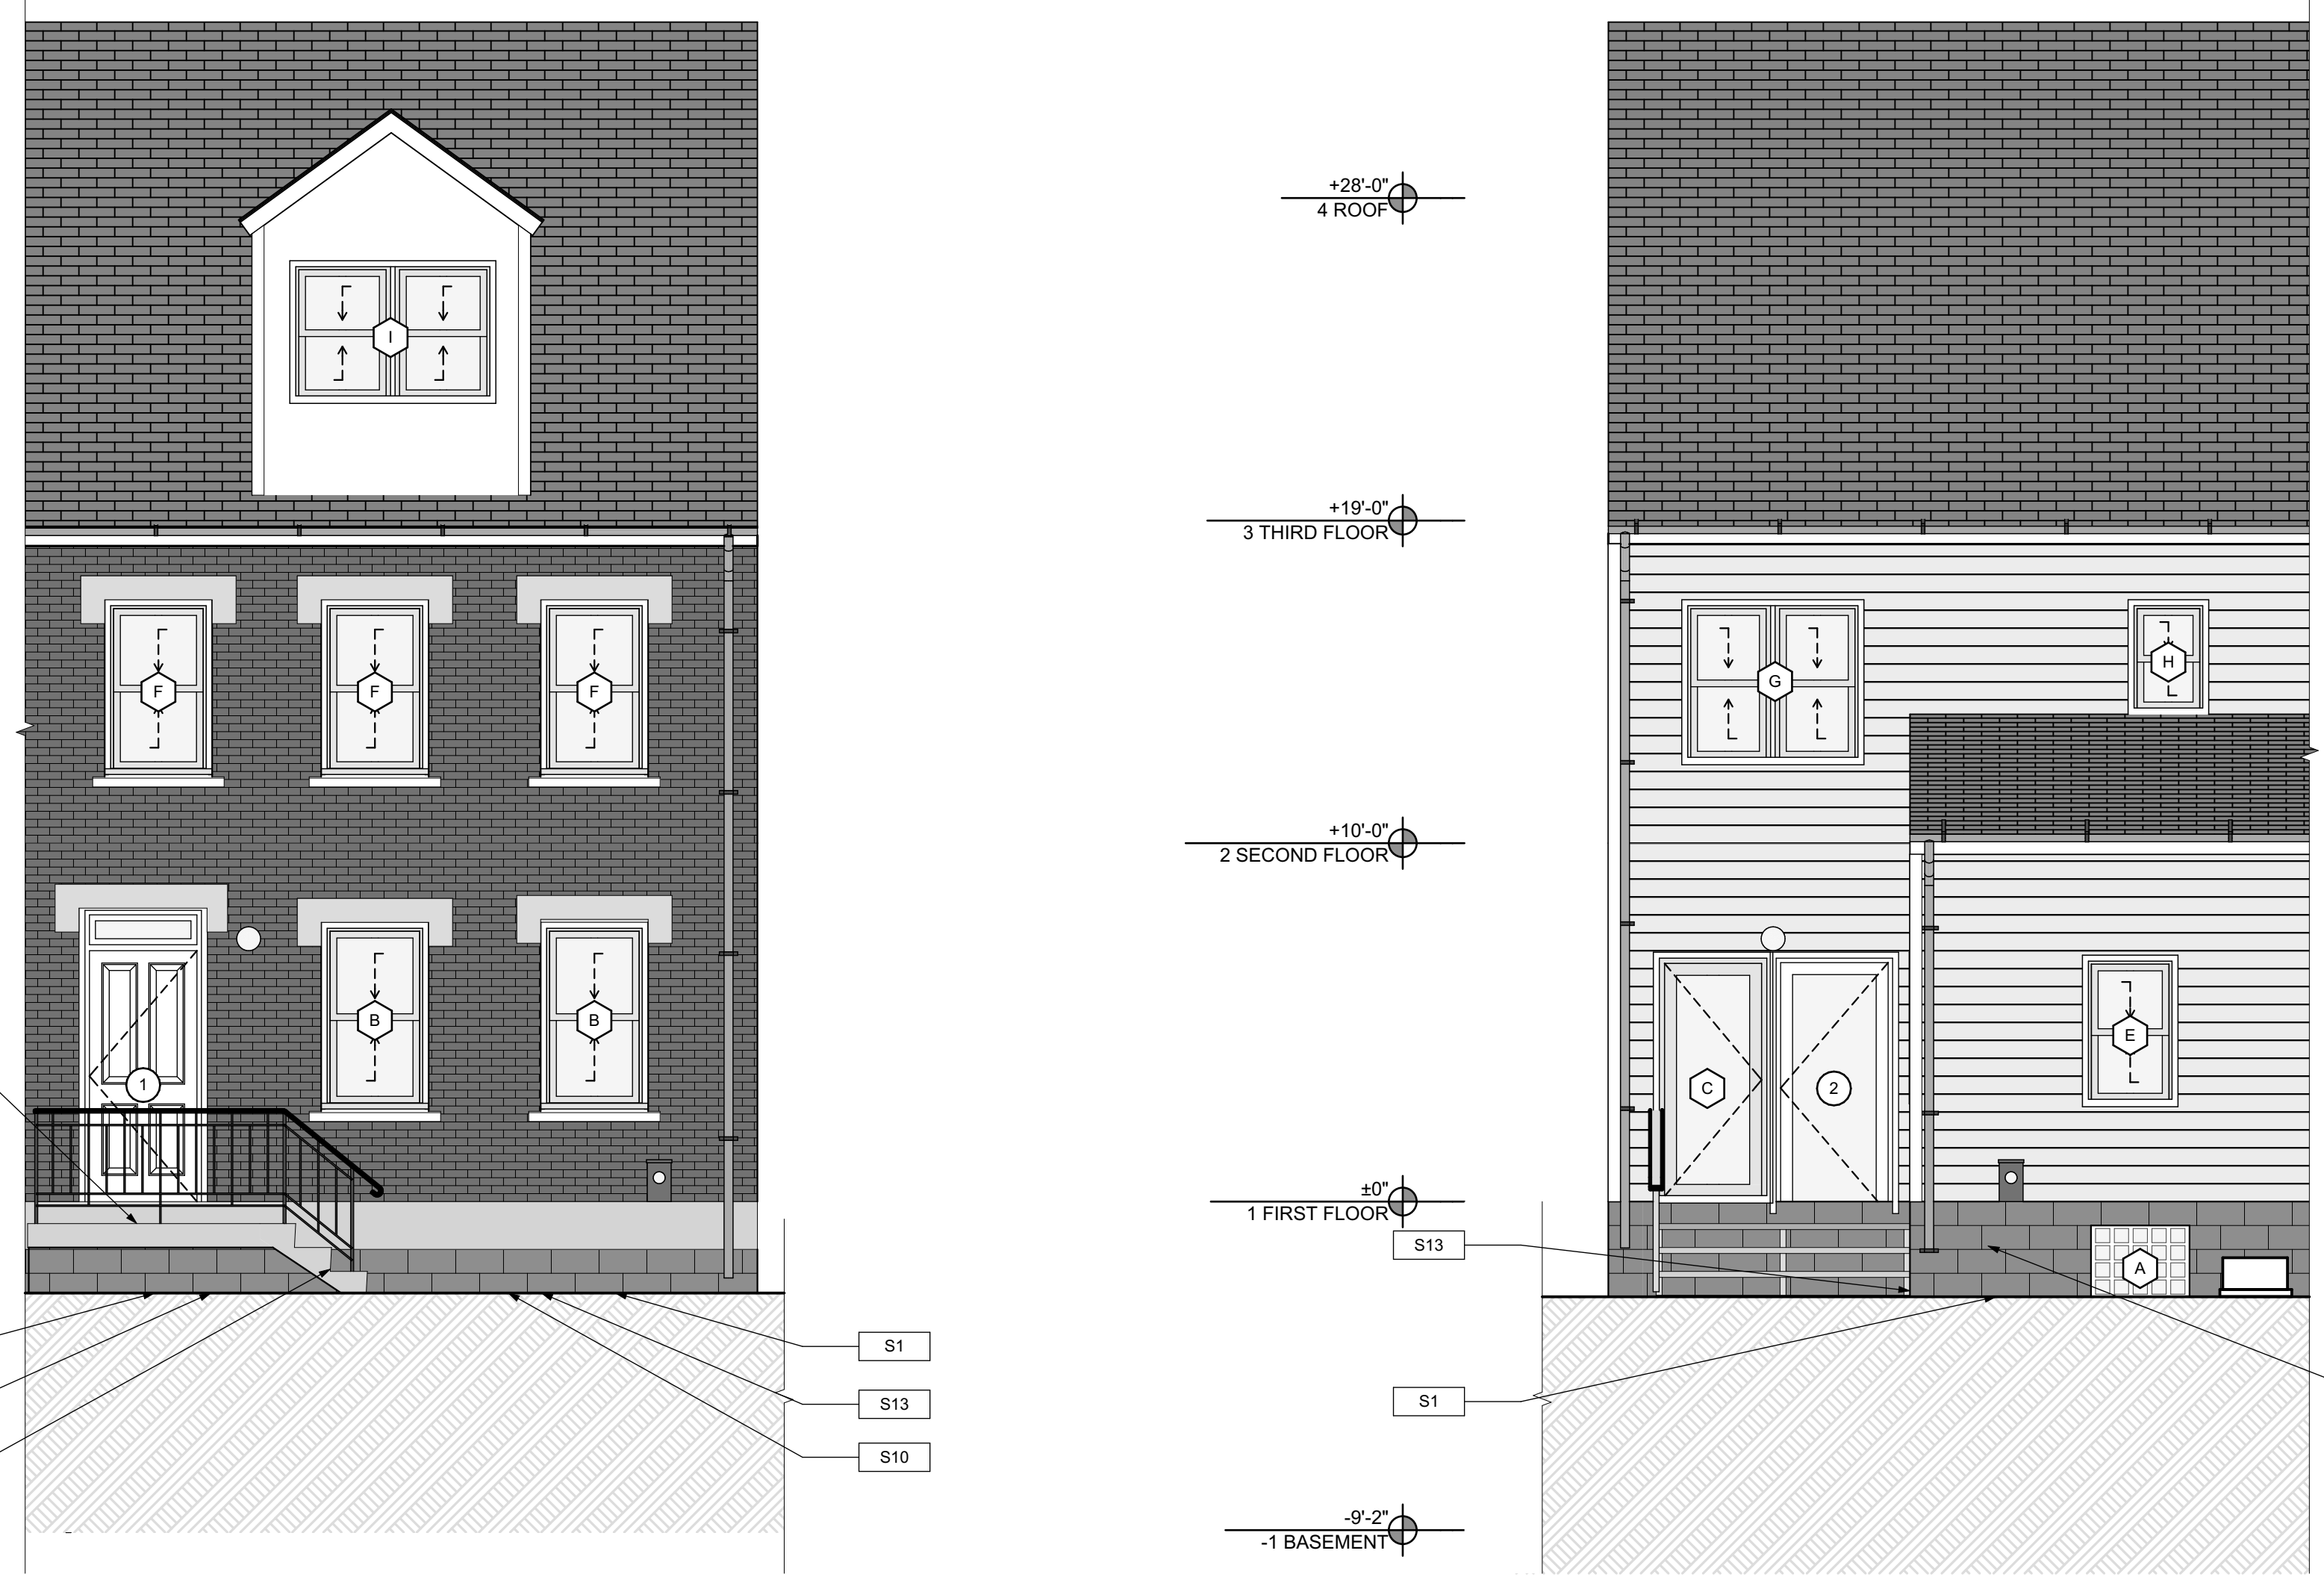 I
F
F
F
B
B
1
S1
S13
S10
+28'-0"
4 ROOF
+19'-0"
3 THIRD FLOOR
+10'-0"
2 SECOND FLOOR
±0"
1 FIRST FLOOR
-9'-2"
-1 BASEMENT
S13
S1
G
H
C
2
E
A